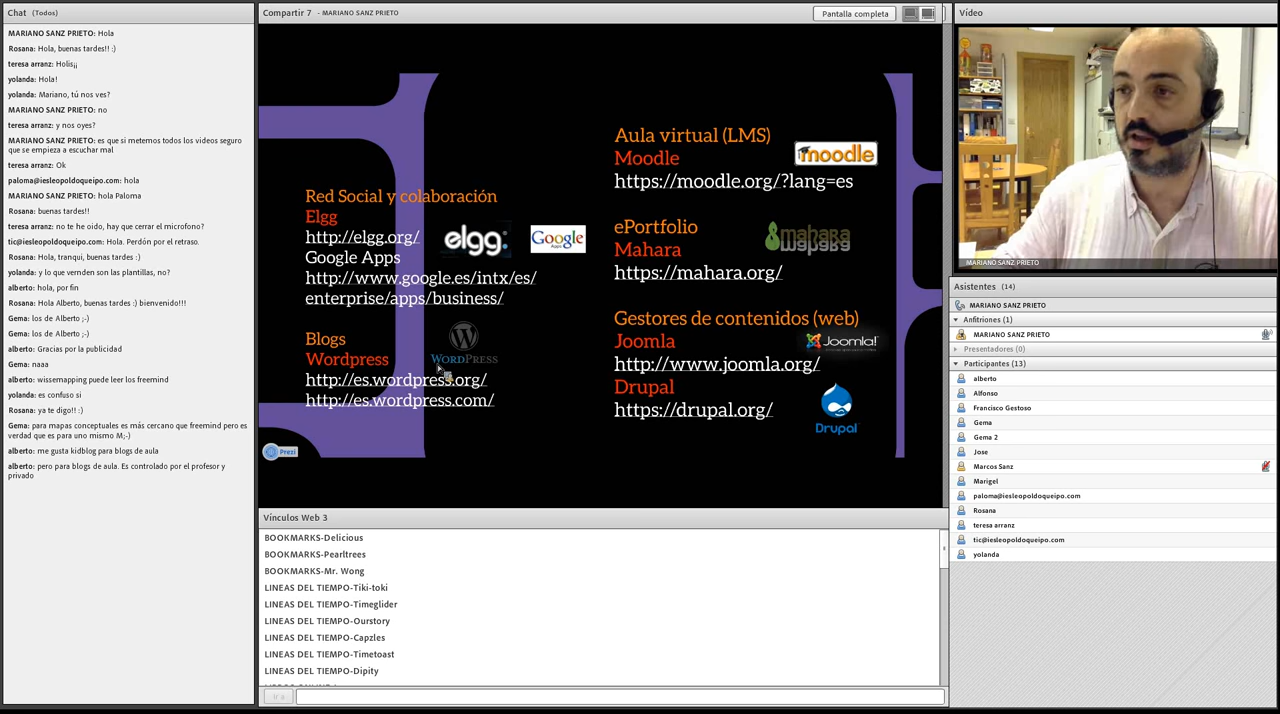 Chat (Todos)
MARIANO SANZ PRIETO: Hola
Rosana: Hola, buenas tardes!! :)
teresa arranz: Holis¡¡
yolanda: Hola!
yolanda: Mariano, tú nos ves?
MARIANO SANZ PRIETO: no
teresa arranz: y nos oyes?
MARIANO SANZ PRIETO: es que si metemos todos los videos seguro
que se empieza a escuchar mal
teresa arranz: Ok
paloma@iesleopoldoqueipo.com: hola
MARIANO SANZ PRIETO: hola Paloma
Rosana: buenas tardes!!
teresa arranz: no te he oido, hay que cerrar el microfono?
tic@iesleopoldoqueipo.com: Hola. Perdón por el retraso.
Rosana: Hola, tranqui, buenas tardes :)
yolanda: y lo que vernden son las plantillas, no?
alberto: hola, por fin
Rosana: Hola Alberto, buenas tardes :) bienvenido!!!
Gema: los de Alberto ;-)
Gema: los de Alberto ;-)
alberto: Gracias por la publicidad
Gema: naaa
alberto: wissemapping puede leer los freemind
yolanda: es confuso si
Rosana: ya te digo!! :)
Gema: para mapas conceptuales es más cercano que freemind pero es
verdad que es para uno mismo M;-)
alberto: me gusta kidblog para blogs de aula
alberto: pero para blogs de aula. Es controlado por el profesor y
privado
Compartir 7 - MARIANO SANZ PRIETO
Pantalla completa
Red Social y colaboración
Elgg
http://elgg.org/
Google Apps
http://www.google.es/intx/es/
enterprise/apps/business/
elgg.
Google
Apps
Blogs
Wordpress
http://es.wordpress.org/
http://es.wordpress.com/
WORDPRESS
Aula virtual (LMS)
Moodle
https://moodle.org/?lang=es
moodle
ePortfolio
Mahara
https://mahara.org/
mahara
Gestores de contenidos (web)
Joomla
http://www.joomla.org/
Joomla!
Drupal
https://drupal.org/
Drupal
Prezi
Vínculos Web 3
BOOKMARKS-Delicious
BOOKMARKS-Pearltrees
BOOKMARKS-Mr. Wong
LINEAS DEL TIEMPO-Tiki-toki
LINEAS DEL TIEMPO-Timeglider
LINEAS DEL TIEMPO-Ourstory
LINEAS DEL TIEMPO-Capzles
LINEAS DEL TIEMPO-Timetoast
LINEAS DEL TIEMPO-Dipity
Ir a
Vídeo
MARIANO SANZ PRIETO
Asistentes (14)
MARIANO SANZ PRIETO
Anfitriones (1)
MARIANO SANZ PRIETO
Presentadores (0)
Participantes (13)
alberto
Alfonso
Francisco Gestoso
Gema
Gema 2
Jose
Marcos Sanz
Marigel
paloma@iesleopoldoqueipo.com
Rosana
teresa arranz
tic@iesleopoldoqueipo.com
yolanda